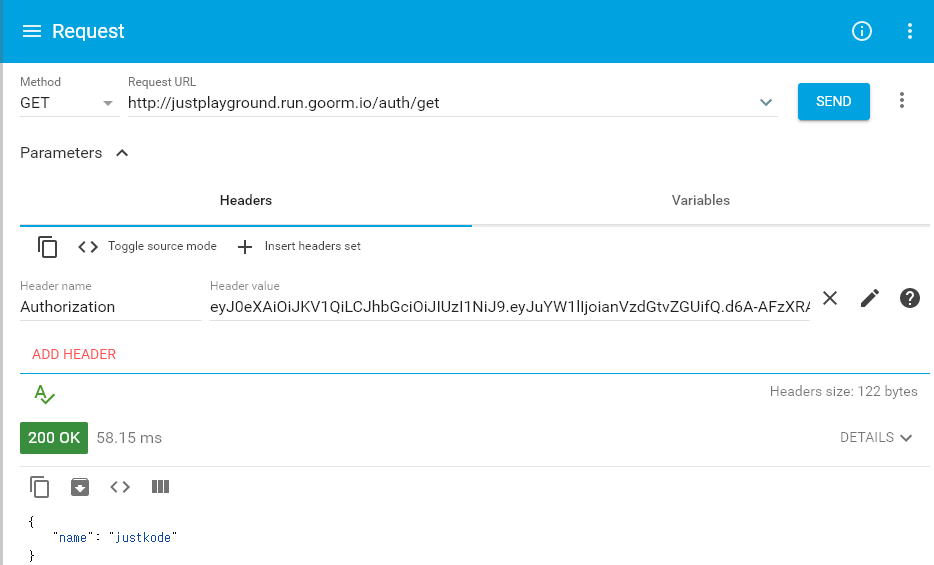 Request
Method
Request URL
GET
http://justplayground.run.goorm.io/auth/get
SEND
Parameters
Headers
Variables
Toggle source mode
Insert headers set
Header name
Header value
Authorization
eyJ0eXAiOiJKV1QiLCJhbGciOiJIUzI1NiJ9.eyJuYW1lIjoianVzdGtvZGUifQ.d6A-AFzXRA
ADD HEADER
Headers size: 122 bytes
200 OK
58.15 ms
DETAILS
{
"name": "justkode"
}